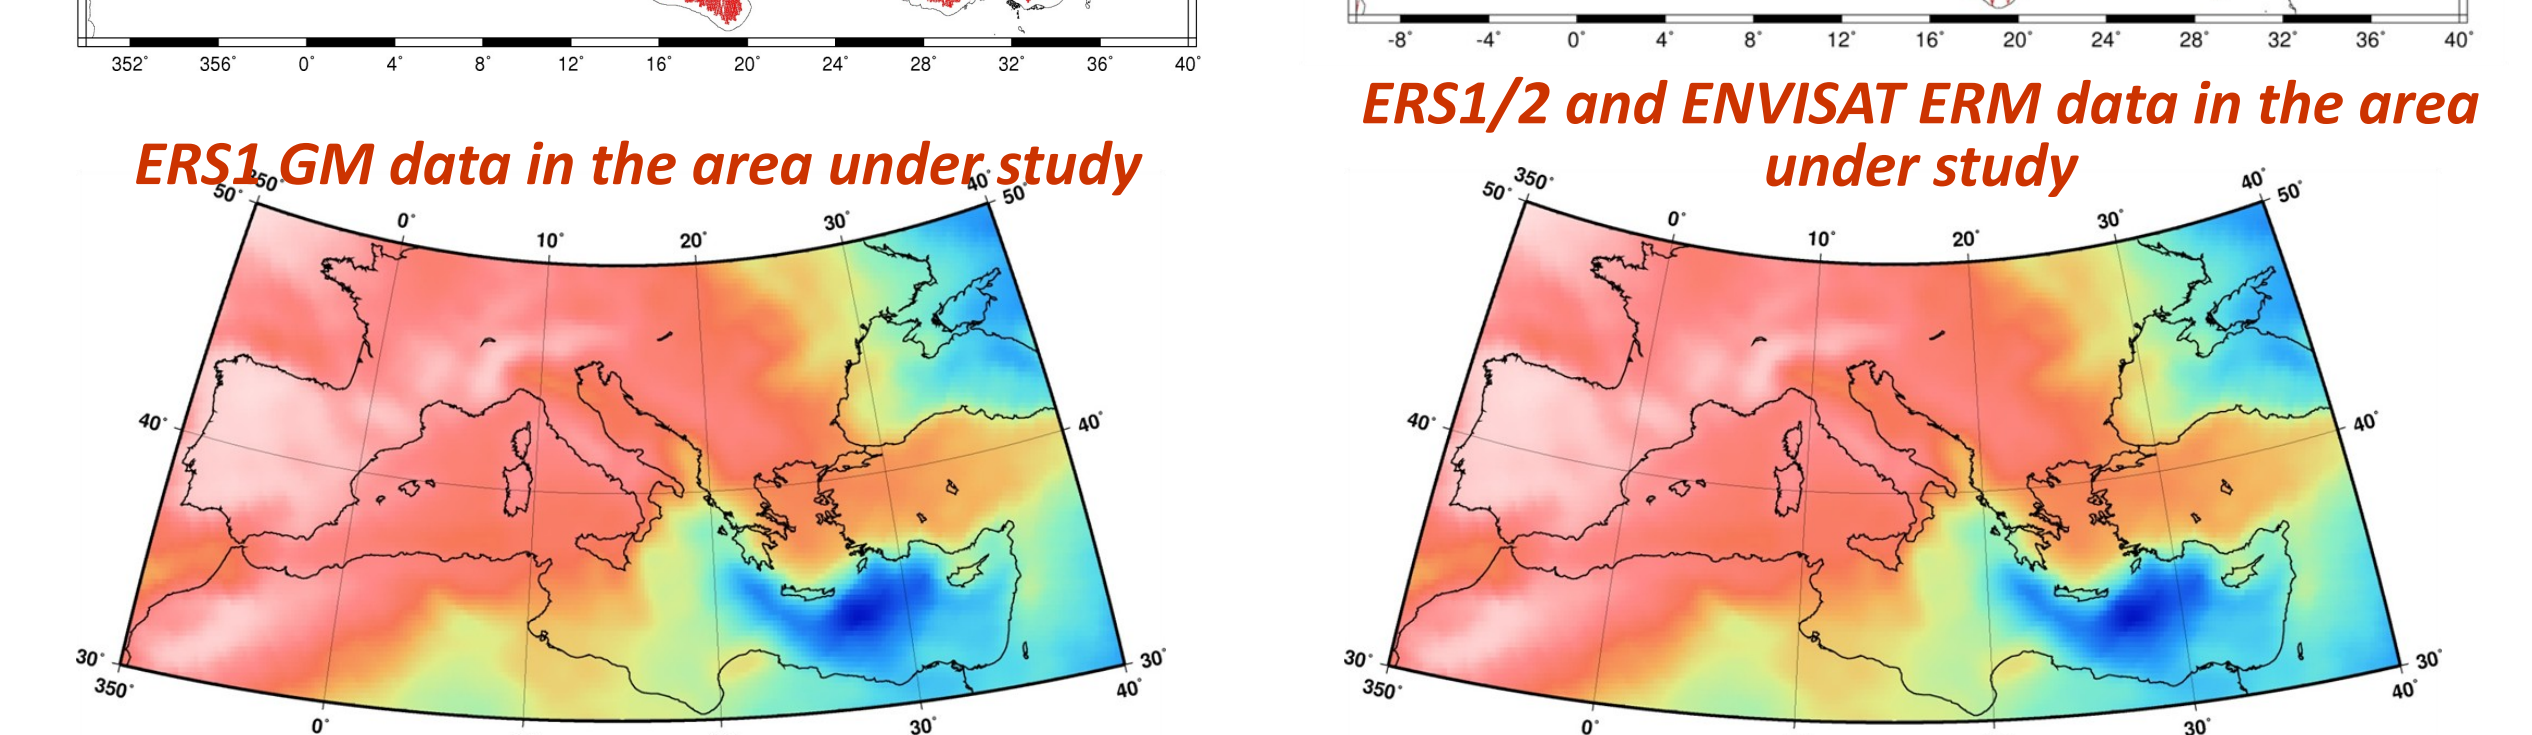 352° 356° 0° 4° 8° 12° 16° 20° 24° 28° 32° 36° 40°
-8° -4° 0° 4° 8° 12° 16° 20° 24° 28° 32° 36° 40°
ERS1 GM data in the area under study
ERS1/2 and ENVISAT ERM data in the area
under study
50° 350° 40° 50°
0° 10° 20° 30°
40° 40°
30° 30°
350° 40°
0° 30°
50° 350° 40° 50°
0° 10° 20° 30°
40° 40°
30° 30°
350° 40°
0° 30°